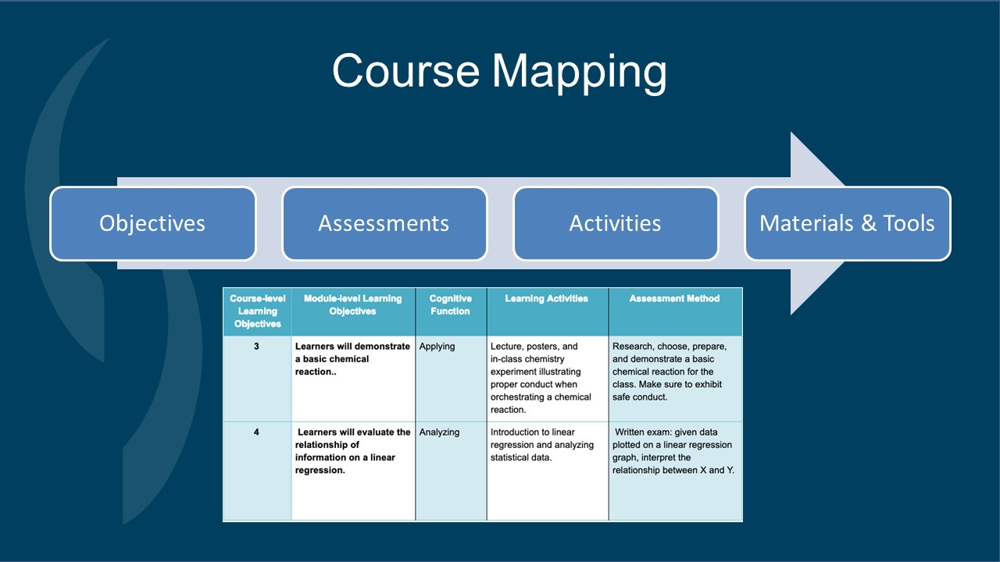 Course Mapping
Objectives
Assessments
Activities
Materials & Tools
Course-level
Learning
Objectives
Module-level Learning
Objectives
Cognitive
Function
Learning Activities
Assessment Method
3
Learners will demonstrate
a basic chemical
reaction..
Applying
Lecture, posters, and
in-class chemistry
experiment illustrating
proper conduct when
orchestrating a chemical
reaction.
Research, choose, prepare,
and demonstrate a basic
chemical reaction for the
class. Make sure to exhibit
safe conduct.
4
Learners will evaluate the
relationship of
information on a linear
regression.
Analyzing
Introduction to linear
regression and analyzing
statistical data.
Written exam: given data
plotted on a linear regression
graph, interpret the
relationship between X and Y.